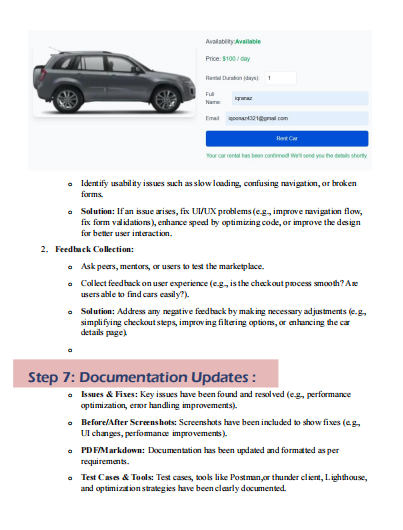 Availability:Available
Price: $100 / day
Rental Duration (days): 1
Full Name: iqranaz
Email: iqoonaz4321@gmail.com
Rent Car
Your car rental has been confirmed! We'll send you the details shortly.
o Identify usability issues such as slow loading, confusing navigation, or broken
forms.
o Solution: If an issue arises, fix UI/UX problems (e.g., improve navigation flow,
fix form validations), enhance speed by optimizing code, or improve the design
for better user interaction.
2. Feedback Collection:
o Ask peers, mentors, or users to test the marketplace.
o Collect feedback on user experience (e.g., is the checkout process smooth? Are
users able to find cars easily?).
o Solution: Address any negative feedback by making necessary adjustments (e.g.,
simplifying checkout steps, improving filtering options, or enhancing the car
details page).
o
Step 7: Documentation Updates :
o Issues & Fixes: Key issues have been found and resolved (e.g., performance
optimization, error handling improvements).
o Before/After Screenshots: Screenshots have been included to show fixes (e.g.,
UI changes, performance improvements).
o PDF/Markdown: Documentation has been updated and formatted as per
requirements.
o Test Cases & Tools: Test cases, tools like Postman,or thunder client, Lighthouse,
and optimization strategies have been clearly documented.